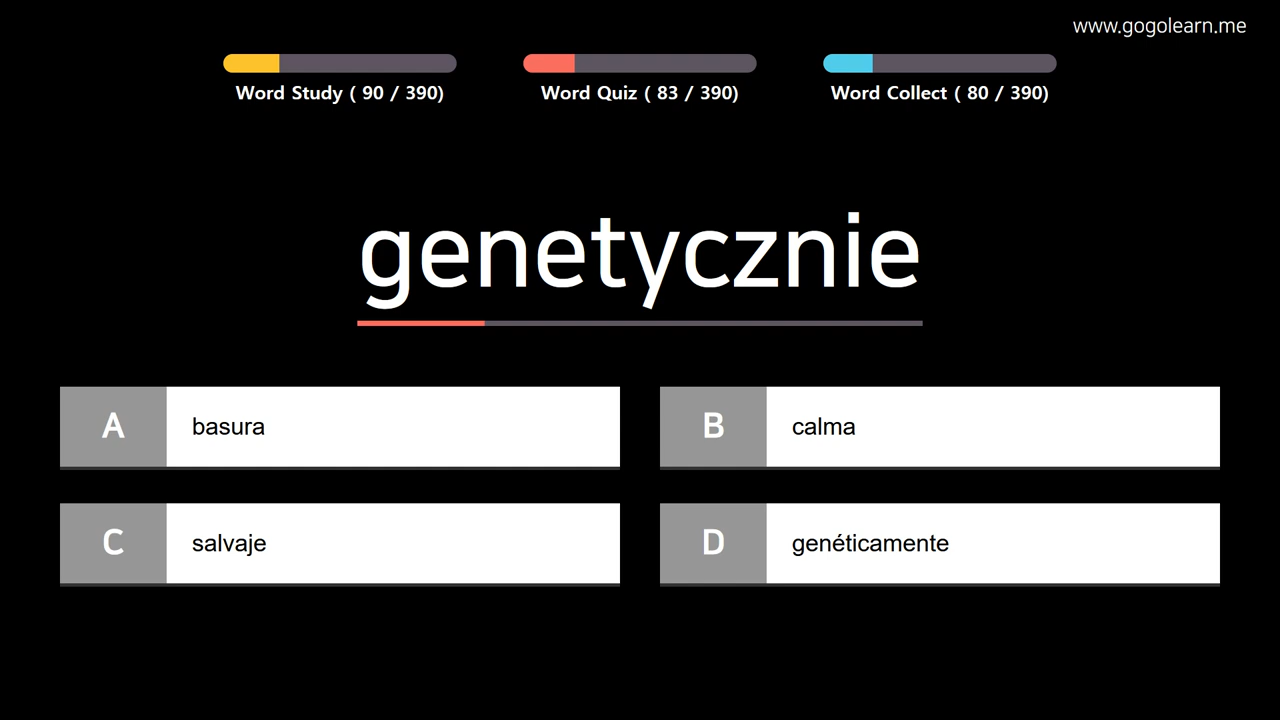 www.gogolearn.me
Word Study ( 90 / 390)
Word Quiz ( 83 / 390)
Word Collect ( 80 / 390)
genetycznie
A basura
B calma
C salvaje
D genéticamente